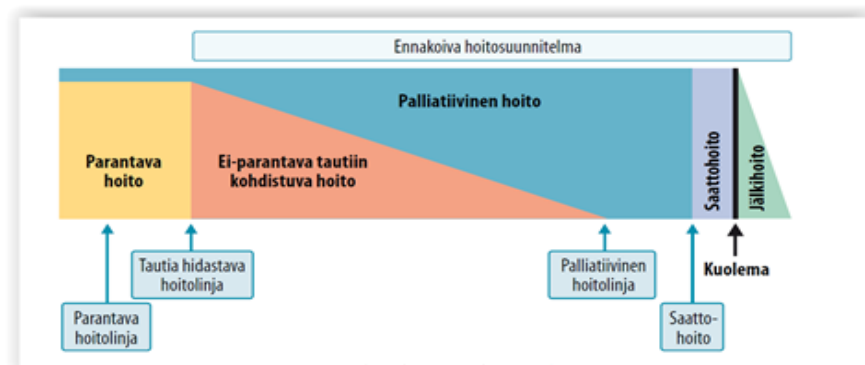 Ennakoiva hoitosuunnitelma
Palliatiivinen hoito
Parantava
hoito
Ei-parantava tautiin
kohdistuva hoito
Saattohoito
Jälkihoito
Tautia hidastava
hoitolinja
Palliatiivinen
hoitolinja
Kuolema
Parantava
hoitolinja
Saatto-
hoito